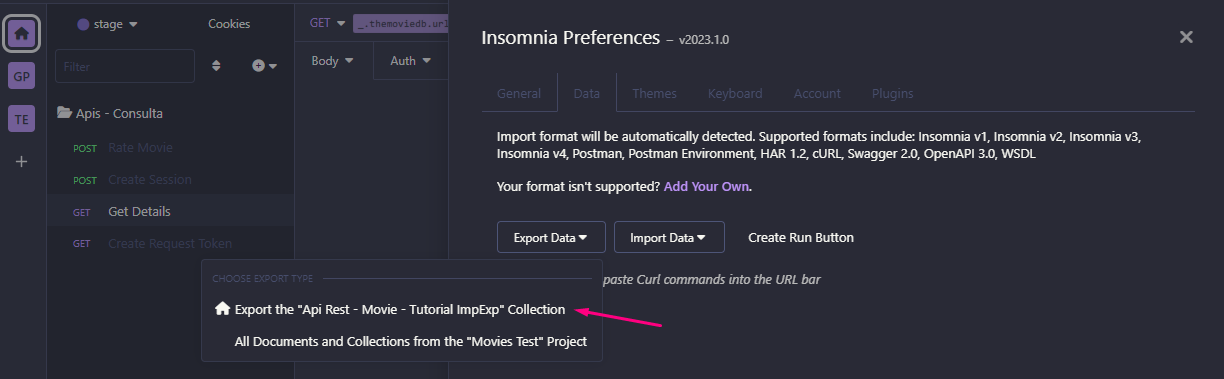 stage
Cookies
GET
_.themoviedb.url
Filter
Body
Auth
GP
TE
Apis - Consulta
POST Rate Movie
POST Create Session
GET Get Details
GET Create Request Token
Insomnia Preferences – v2023.1.0
General
Data
Themes
Keyboard
Account
Plugins
Import format will be automatically detected. Supported formats include: Insomnia v1, Insomnia v2, Insomnia v3,
Insomnia v4, Postman, Postman Environment, HAR 1.2, cURL, Swagger 2.0, OpenAPI 3.0, WSDL
Your format isn't supported? Add Your Own.
Export Data
Import Data
Create Run Button
paste Curl commands into the URL bar
CHOOSE EXPORT TYPE
Export the "Api Rest - Movie - Tutorial ImpExp" Collection
All Documents and Collections from the "Movies Test" Project